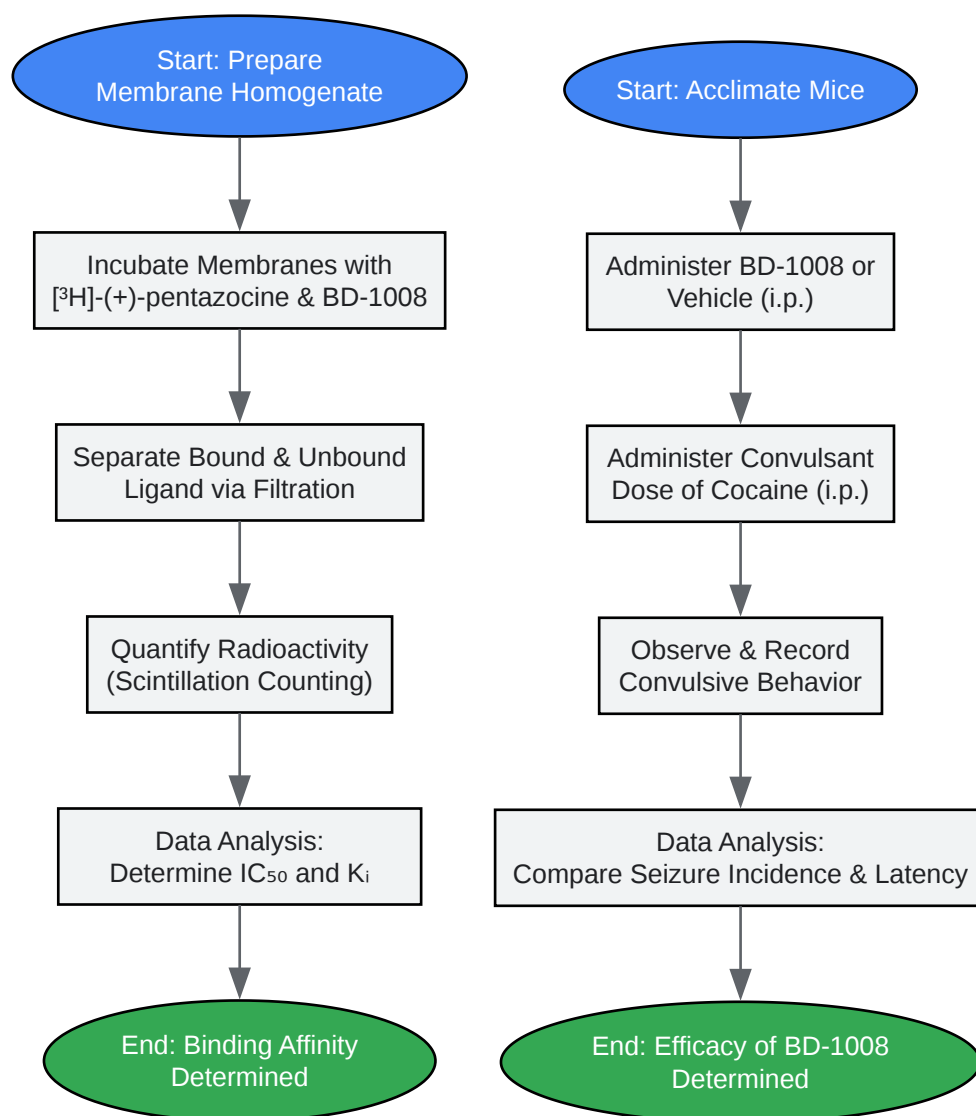 Start: Prepare
Membrane Homogenate
Incubate Membranes with
[³H]-(+)-pentazocine & BD-1008
Separate Bound & Unbound
Ligand via Filtration
Quantify Radioactivity
(Scintillation Counting)
Data Analysis:
Determine IC₅₀ and Kᵢ
End: Binding Affinity
Determined
Start: Acclimate Mice
Administer BD-1008 or
Vehicle (i.p.)
Administer Convulsant
Dose of Cocaine (i.p.)
Observe & Record
Convulsive Behavior
Data Analysis:
Compare Seizure Incidence & Latency
End: Efficacy of BD-1008
Determined